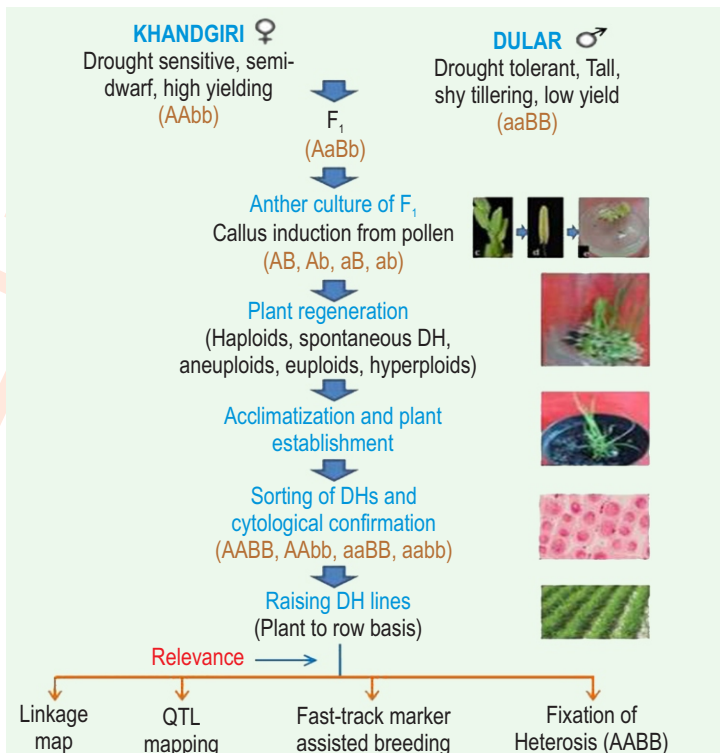 KHANDGIRI ♀
Drought sensitive, semi-
dwarf, high yielding
(AAbb)
DULAR ♂
Drought tolerant, Tall,
shy tillering, low yield
(aaBB)
F₁
(AaBb)
Anther culture of F₁
Callus induction from pollen
(AB, Ab, aB, ab)
c
d
e
Plant regeneration
(Haploids, spontaneous DH,
aneuploids, euploids, hyperploids)
Acclimatization and plant
establishment
Sorting of DHs and
cytological confirmation
(AABB, AAbb, aaBB, aabb)
Raising DH lines
(Plant to row basis)
Relevance
Linkage
map
QTL
mapping
Fast-track marker
assisted breeding
Fixation of
Heterosis (AABB)